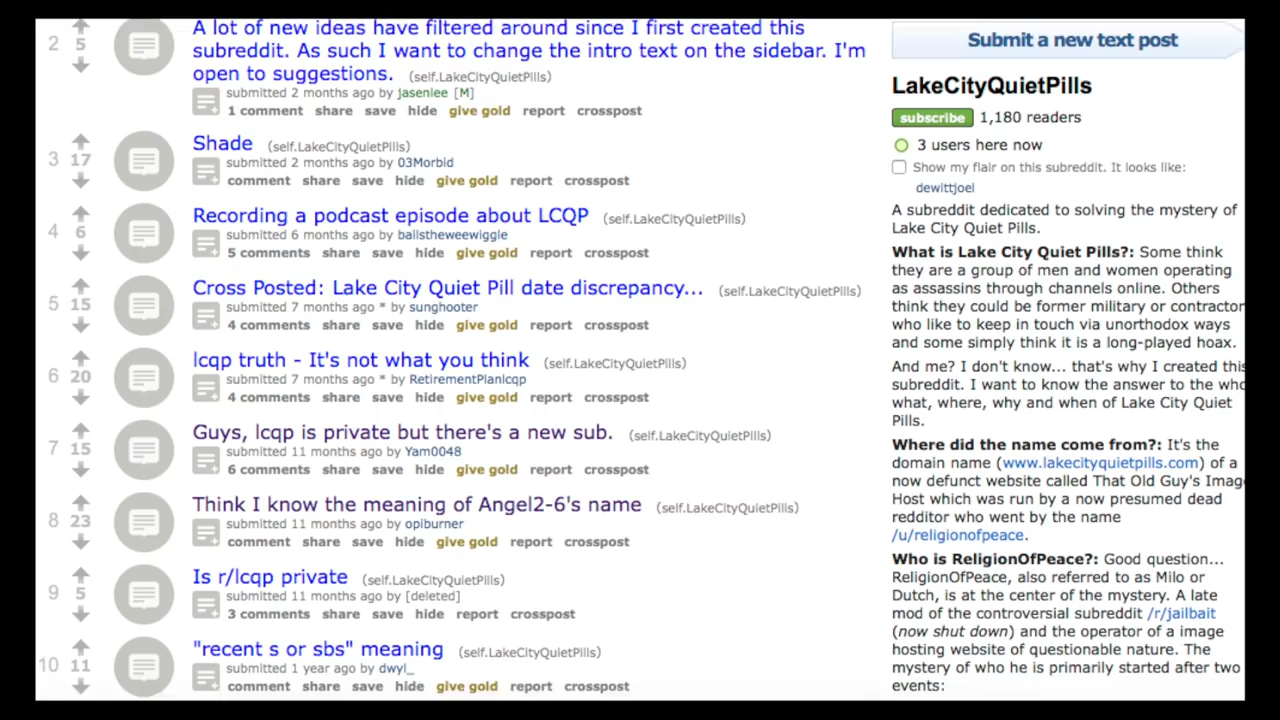 2
5
A lot of new ideas have filtered around since I first created this
subreddit. As such I want to change the intro text on the sidebar. I'm
open to suggestions. (self.LakeCityQuietPills)
submitted 2 months ago by jaseniee [M]
1 comment share save hide give gold report crosspost
3
17
Shade (self.LakeCityQuietPills)
submitted 2 months ago by 03Morbid
comment share save hide give gold report crosspost
4
6
Recording a podcast episode about LCQP (self.LakeCityQuietPills)
submitted 6 months ago by ballstheweewiggle
5 comments share save hide give gold report crosspost
5
15
Cross Posted: Lake City Quiet Pill date discrepancy... (self.LakeCityQuietPills)
submitted 7 months ago * by sunghooter
4 comments share save hide give gold report crosspost
6
20
lcqp truth - It's not what you think (self.LakeCityQuietPills)
submitted 7 months ago * by RetirementPlanlcqp
4 comments share save hide give gold report crosspost
7
15
Guys, lcqp is private but there's a new sub. (self.LakeCityQuietPills)
submitted 11 months ago by Yam0048
6 comments share save hide give gold report crosspost
8
23
Think I know the meaning of Angel2-6's name (self.LakeCityQuietPills)
submitted 11 months ago by opiburner
comment share save hide give gold report crosspost
9
5
Is r/lcqp private (self.LakeCityQuietPills)
submitted 11 months ago by [deleted]
3 comments share save hide report crosspost
10
11
"recent s or sbs" meaning (self.LakeCityQuietPills)
submitted 1 year ago by dwyl_
comment share save hide give gold report crosspost
Submit a new text post
LakeCityQuietPills
subscribe 1,180 readers
3 users here now
Show my flair on this subreddit. It looks like:
dewittjoel
A subreddit dedicated to solving the mystery of
Lake City Quiet Pills.
What is Lake City Quiet Pills?: Some think
they are a group of men and women operating
as assassins through channels online. Others
think they could be former military or contractor
who like to keep in touch via unorthodox ways
and some simply think it is a long-played hoax.
And me? I don't know... that's why I created this
subreddit. I want to know the answer to the who
what, where, why and when of Lake City Quiet
Pills.
Where did the name come from?: It's the
domain name (www.lakecityquietpills.com) of a
now defunct website called That Old Guy's Image
Host which was run by a now presumed dead
redditor who went by the name
/u/religionofpeace.
Who is ReligionOfPeace?: Good question...
ReligionOfPeace, also referred to as Milo or
Dutch, is at the center of the mystery. A late
mod of the controversial subreddit /r/jailbait
(now shut down) and the operator of a image
hosting website of questionable nature. The
mystery of who he is primarily started after two
events: